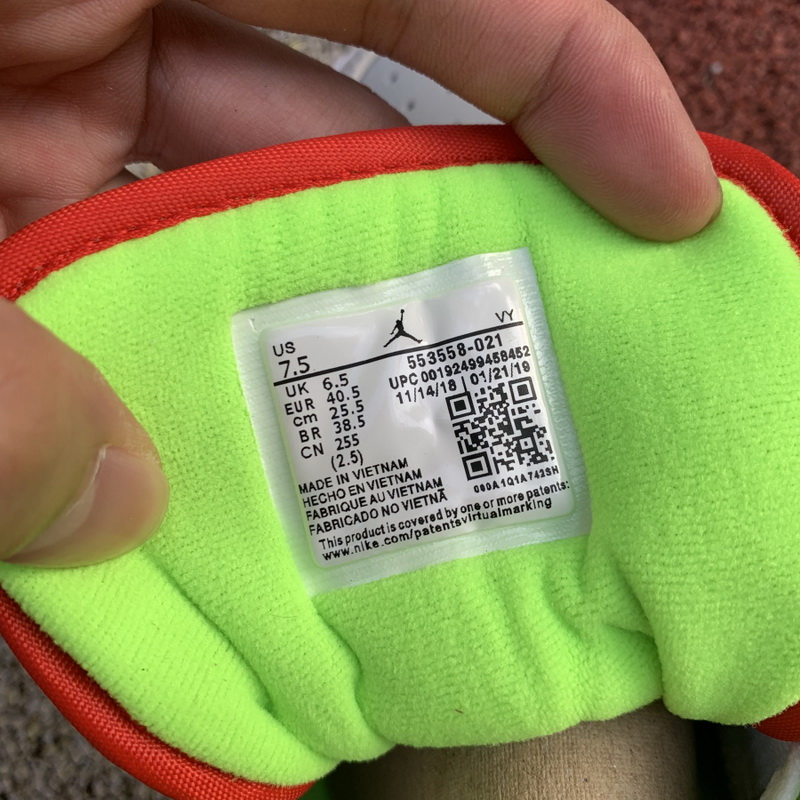 US
7.5
VY
553558-021
UPC 00192499458452
11/14/18 | 01/21/19
UK 6.5
EUR 40.5
cm 25.5
BR 38.5
CN 255
(2.5)
MADE IN VIETNAM
HECHO EN VIETNAM
FABRIQUE AU VIETNAM
FABRICADO NO VIETNÃ
060A1Q1A742SH
This product is covered by one or more patents:
www.nike.com/patentsvirtualmarking